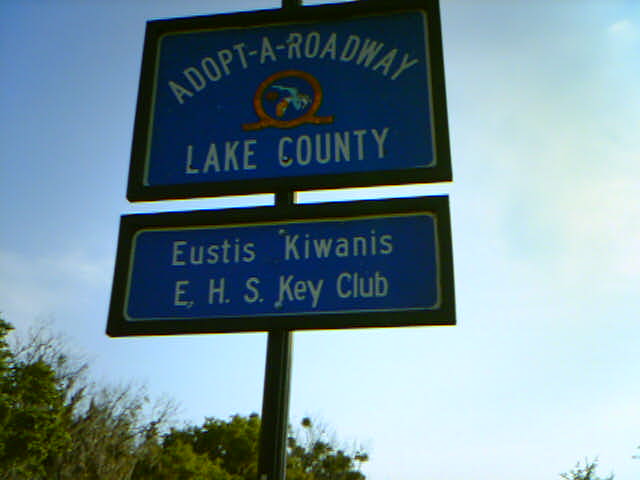 ADOPT-A-ROADWAY
LAKE COUNTY
Eustis Kiwanis
E. H. S. Key Club